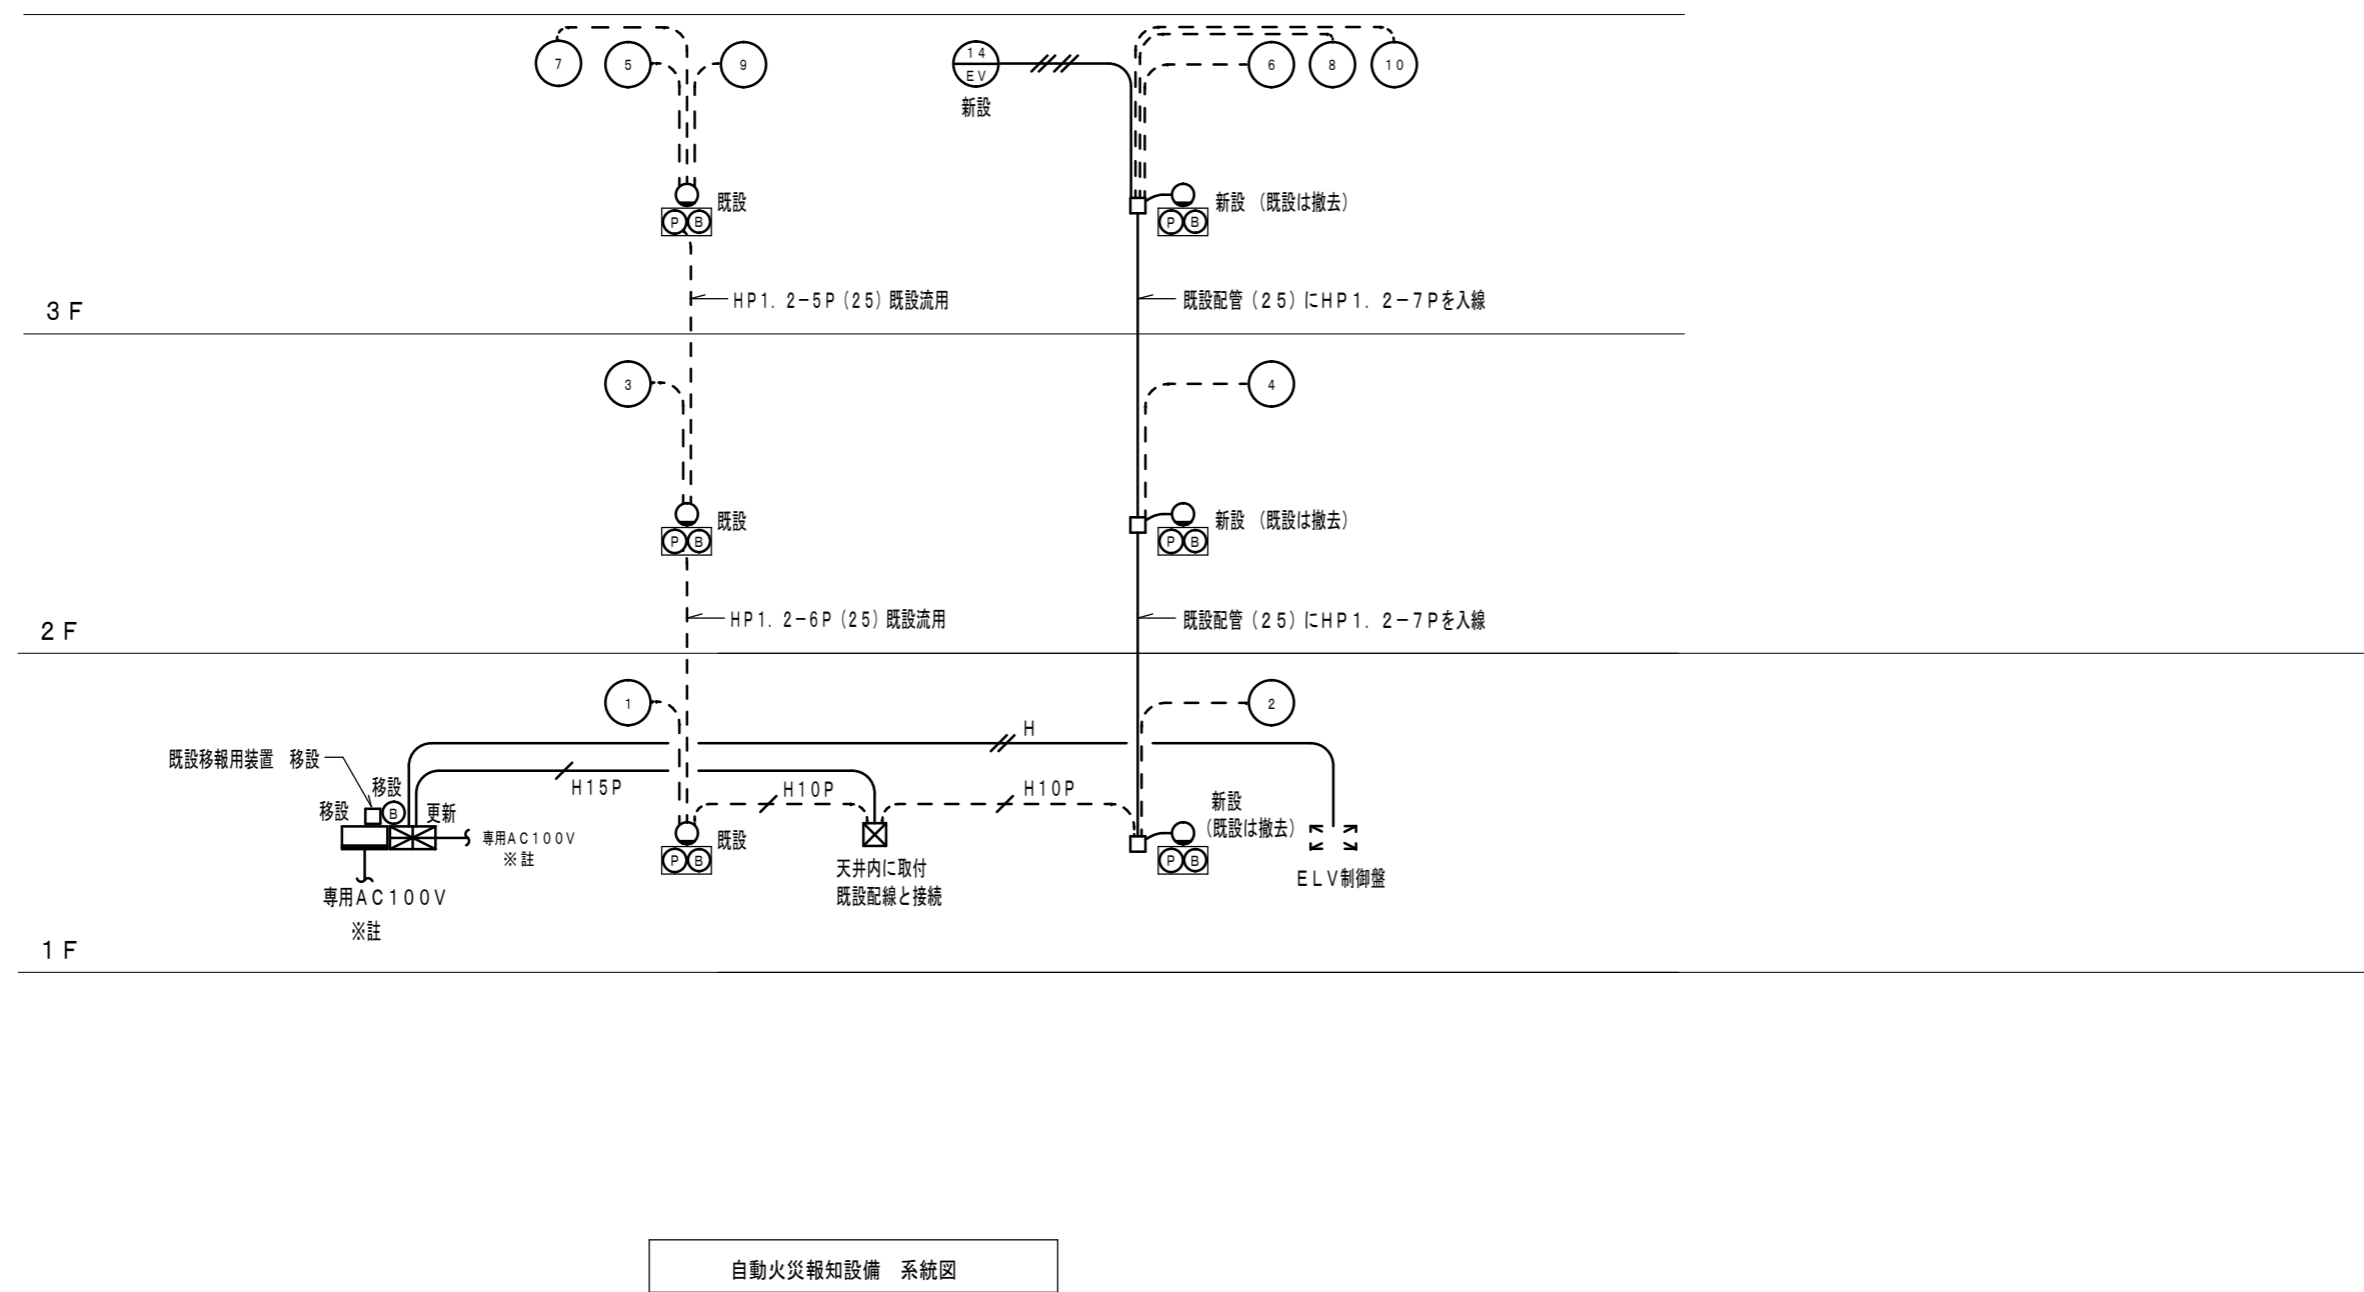 7
5
9
14
EV
新設
6
8
10
既設
P B
新設 (既設は撤去)
P B
HP1.2-5P(25)既設流用
既設配管(25)にHP1.2-7Pを入線
3F
3
4
既設
P B
新設 (既設は撤去)
P B
HP1.2-6P(25)既設流用
既設配管(25)にHP1.2-7Pを入線
2F
1
2
H
既設移報用装置 移設
移設
移設
B
更新
H15P
H10P
H10P
専用AC100V
※註
既設
P B
新設
(既設は撤去)
P B
天井内に取付
既設配線と接続
ELV制御盤
専用AC100V
※註
1F
自動火災報知設備 系統図